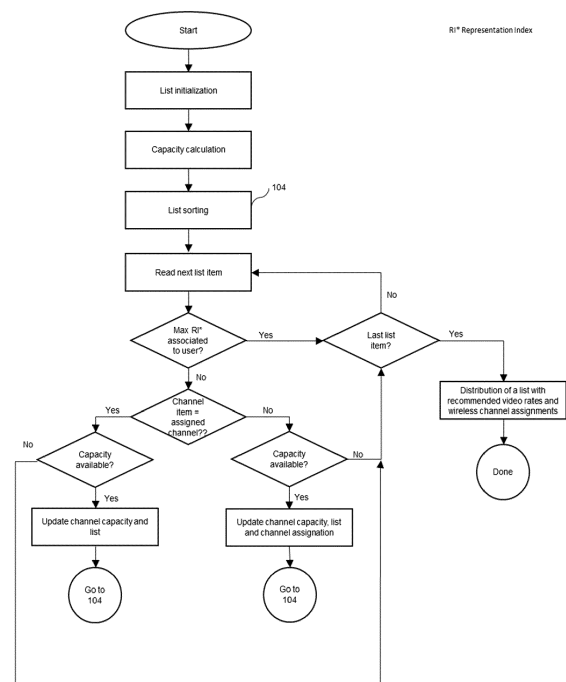 Start
RI* Representation Index
List initialization
Capacity calculation
104
List sorting
Read next list item
No
Max RI*
associated
to user?
Yes
Last list
item?
Yes
No
Distribution of a list with
recommended video rates and
wireless channel assignments
Channel
item =
assigned
channel??
Yes
No
No
Capacity
available?
Capacity
available?
No
Done
Yes
Yes
Update channel capacity and
list
Update channel capacity, list
and channel assignation
Go to
104
Go to
104